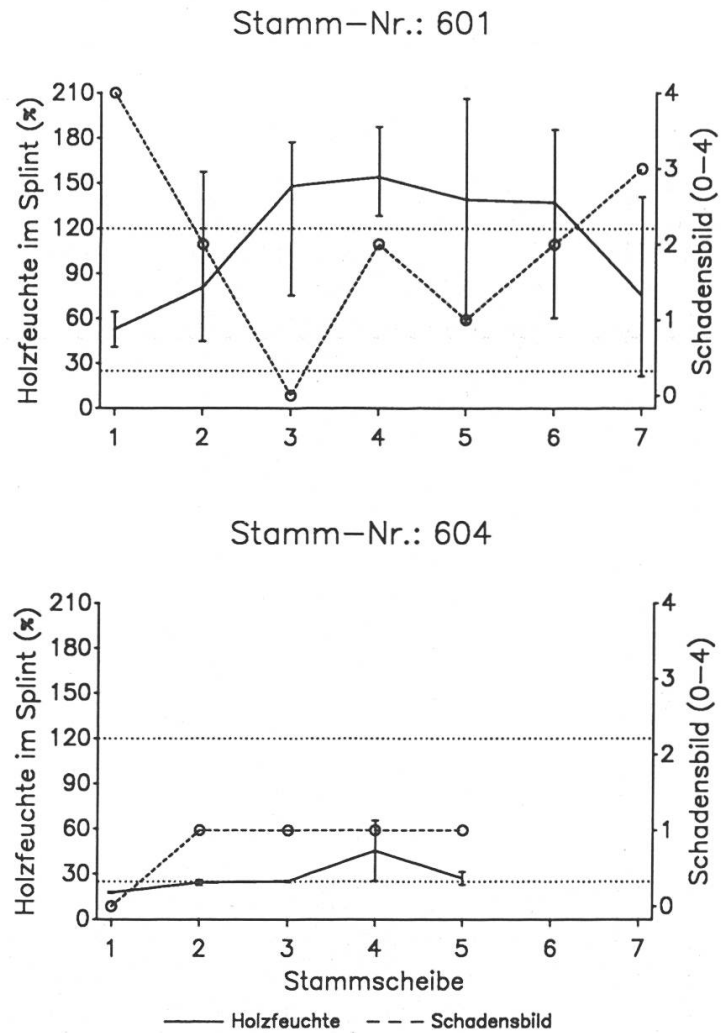 Stamm-Nr.: 601
Holzfeuchte im Splint (%)
210
180
150
120
90
60
30
0
1 2 3 4 5 6 7
4
3
2
1
0
Schadensbild (0-4)
Stamm-Nr.: 604
Holzfeuchte im Splint (%)
210
180
150
120
90
60
30
0
1 2 3 4 5 6 7
4
3
2
1
0
Schadensbild (0-4)
Stammscheibe
Holzfeuchte Schadensbild